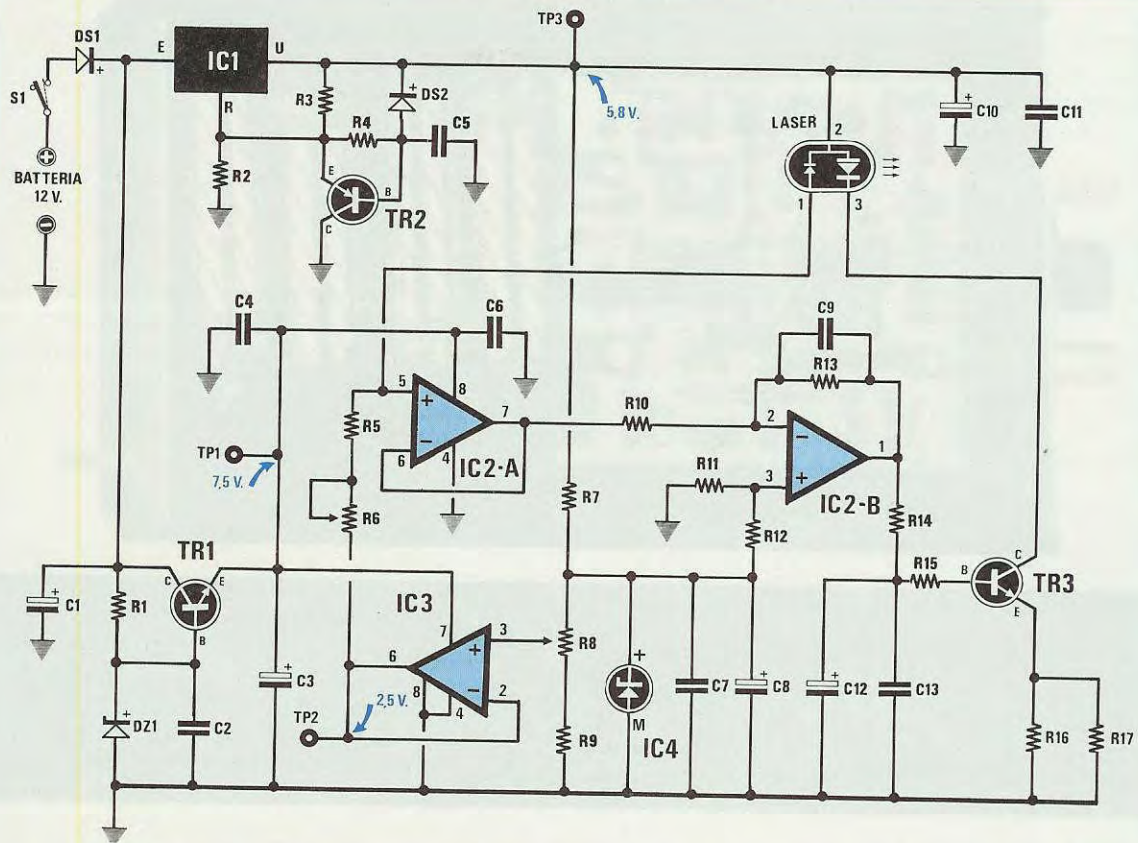 TP3
DS1
E
IC1
U
S1
R
R3
DS2
R4
C5
5,8 V.
LASER
2
C10
C11
BATTERIA
12 V.
R2
E
B
C
TR2
1
3
C4
C6
C9
R13
5
+
8
7
R10
2
−
1
R5
−
6
4
IC2-A
R11
3
+
IC2-B
TP1
7,5 V.
R6
R7
R12
R14
TR1
C
E
B
IC3
7
3
+
R8
R15
B
C
E
TR3
C1
R1
6
8
4
−
2
+
M
IC4
C7
+
C8
+
C12
C13
DZ1
+
C2
+
C3
TP2
2,5 V.
R9
R16
R17